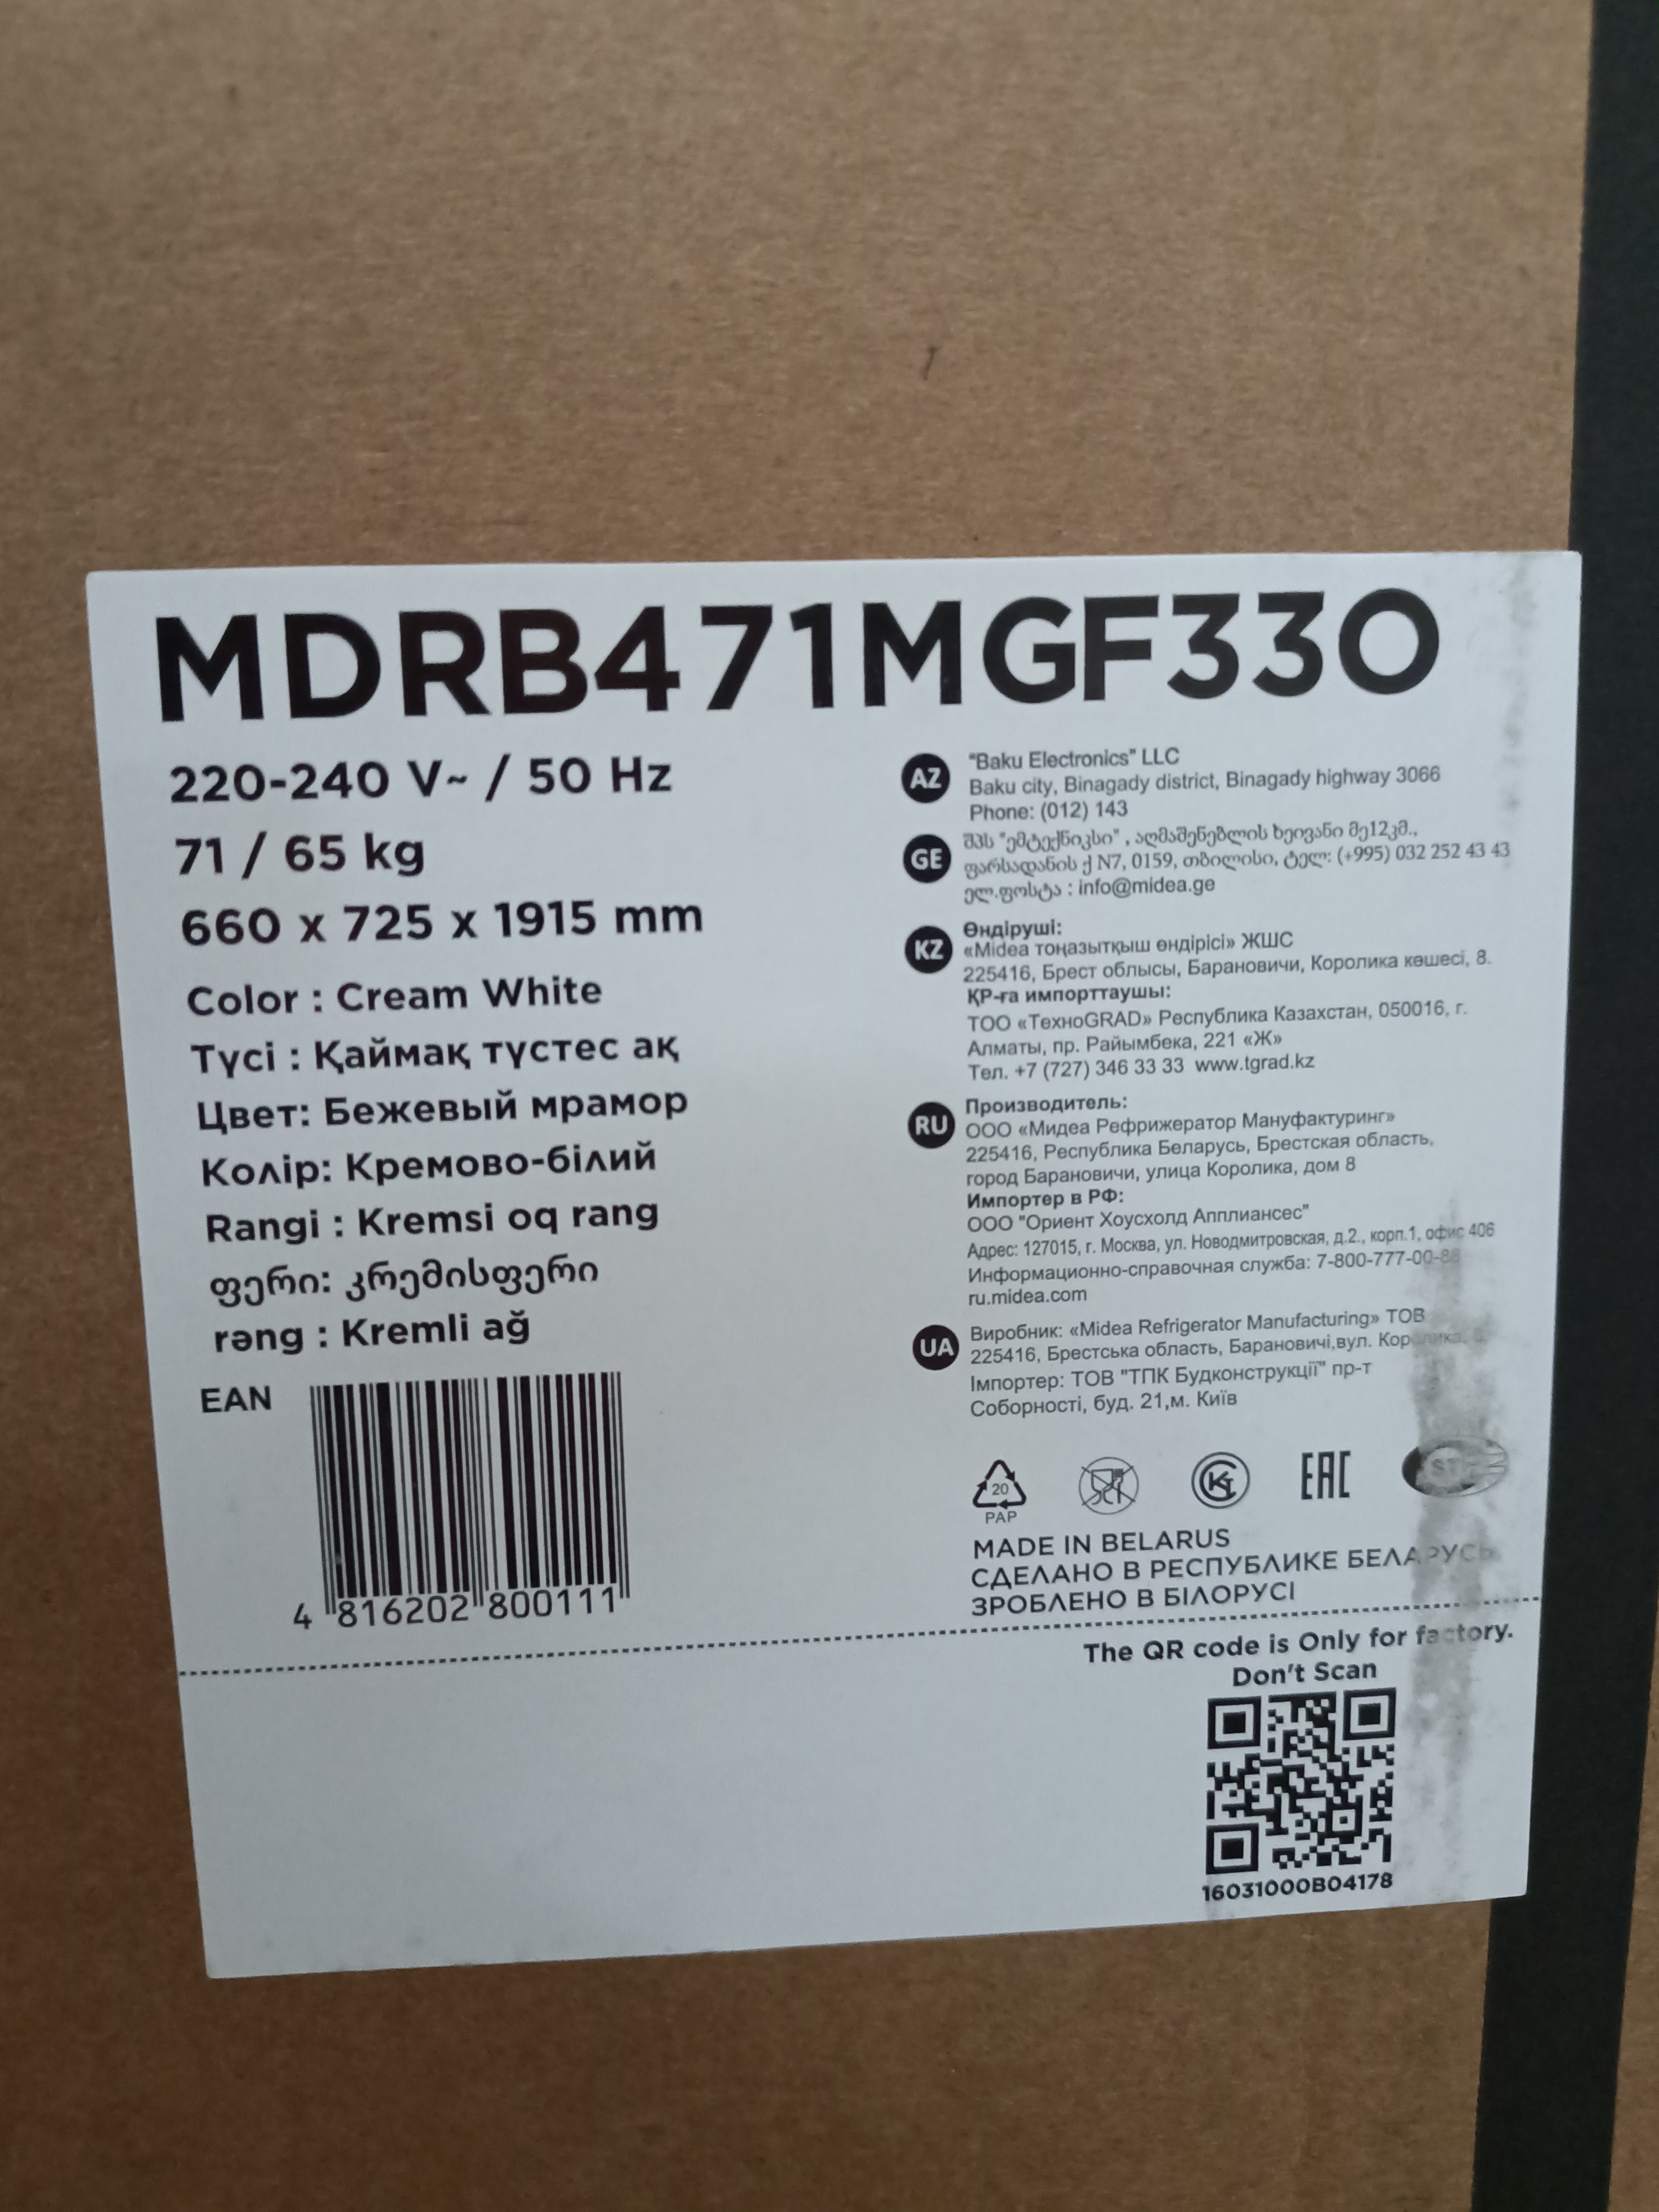 MDRB471MGF33O
220-240 V~ / 50 Hz
71 / 65 kg
660 x 725 x 1915 mm
Color : Cream White
Түсі : Қаймақ түстес ақ
Цвет: Бежевый мрамор
Колір: Кремово-білий
Rangi : Kremsi oq rang
ფერი: კრემისფერი
rəng : Kremli ağ
EAN
4 816202 800111
AZ
"Baku Electronics" LLC
Baku city, Binagady district, Binagady highway 3066
Phone: (012) 143
GE
შპს "ემტექნიკსი" , აღმაშენებლის ხეივანი მე12კმ.,
ფარსადანის ქ N7, 0159, თბილისი, ტელ: (+995) 032 252 43 43
ელ.ფოსტა : info@midea.ge
KZ
Өндіруші:
«Midea тоңазытқыш өндірісі» ЖШС
225416, Брест облысы, Барановичи, Королика көшесі, 8.
ҚР-ға импорттаушы:
ТОО «ТехноGRAD» Республика Казахстан, 050016, г.
Алматы, пр. Райымбека, 221 «Ж»
Тел. +7 (727) 346 33 33 www.tgrad.kz
RU
Производитель:
ООО «Мидеа Рефрижератор Мануфактуринг»
225416, Республика Беларусь, Брестская область,
город Барановичи, улица Королика, дом 8
Импортер в РФ:
ООО "Ориент Хоусхолд Апплиансес"
Адрес: 127015, г. Москва, ул. Новодмитровская, д.2., корп.1, офис 406
Информационно-справочная служба:
ru.midea.com
UA
Виробник: «Midea Refrigerator Manufacturing» ТОВ
225416, Брестська область, Барановичі,вул. Королика,
Імпортер: ТОВ "ТПК Будконструкції" пр-т
Соборності, буд. 21,м. Київ
20
PAP
EAC
ST
MADE IN BELARUS
СДЕЛАНО В РЕСПУБЛИКЕ БЕЛАРУСЬ
ЗРОБЛЕНО В БІЛОРУСІ
The QR code is Only for factory.
Don't Scan
16031000B04178